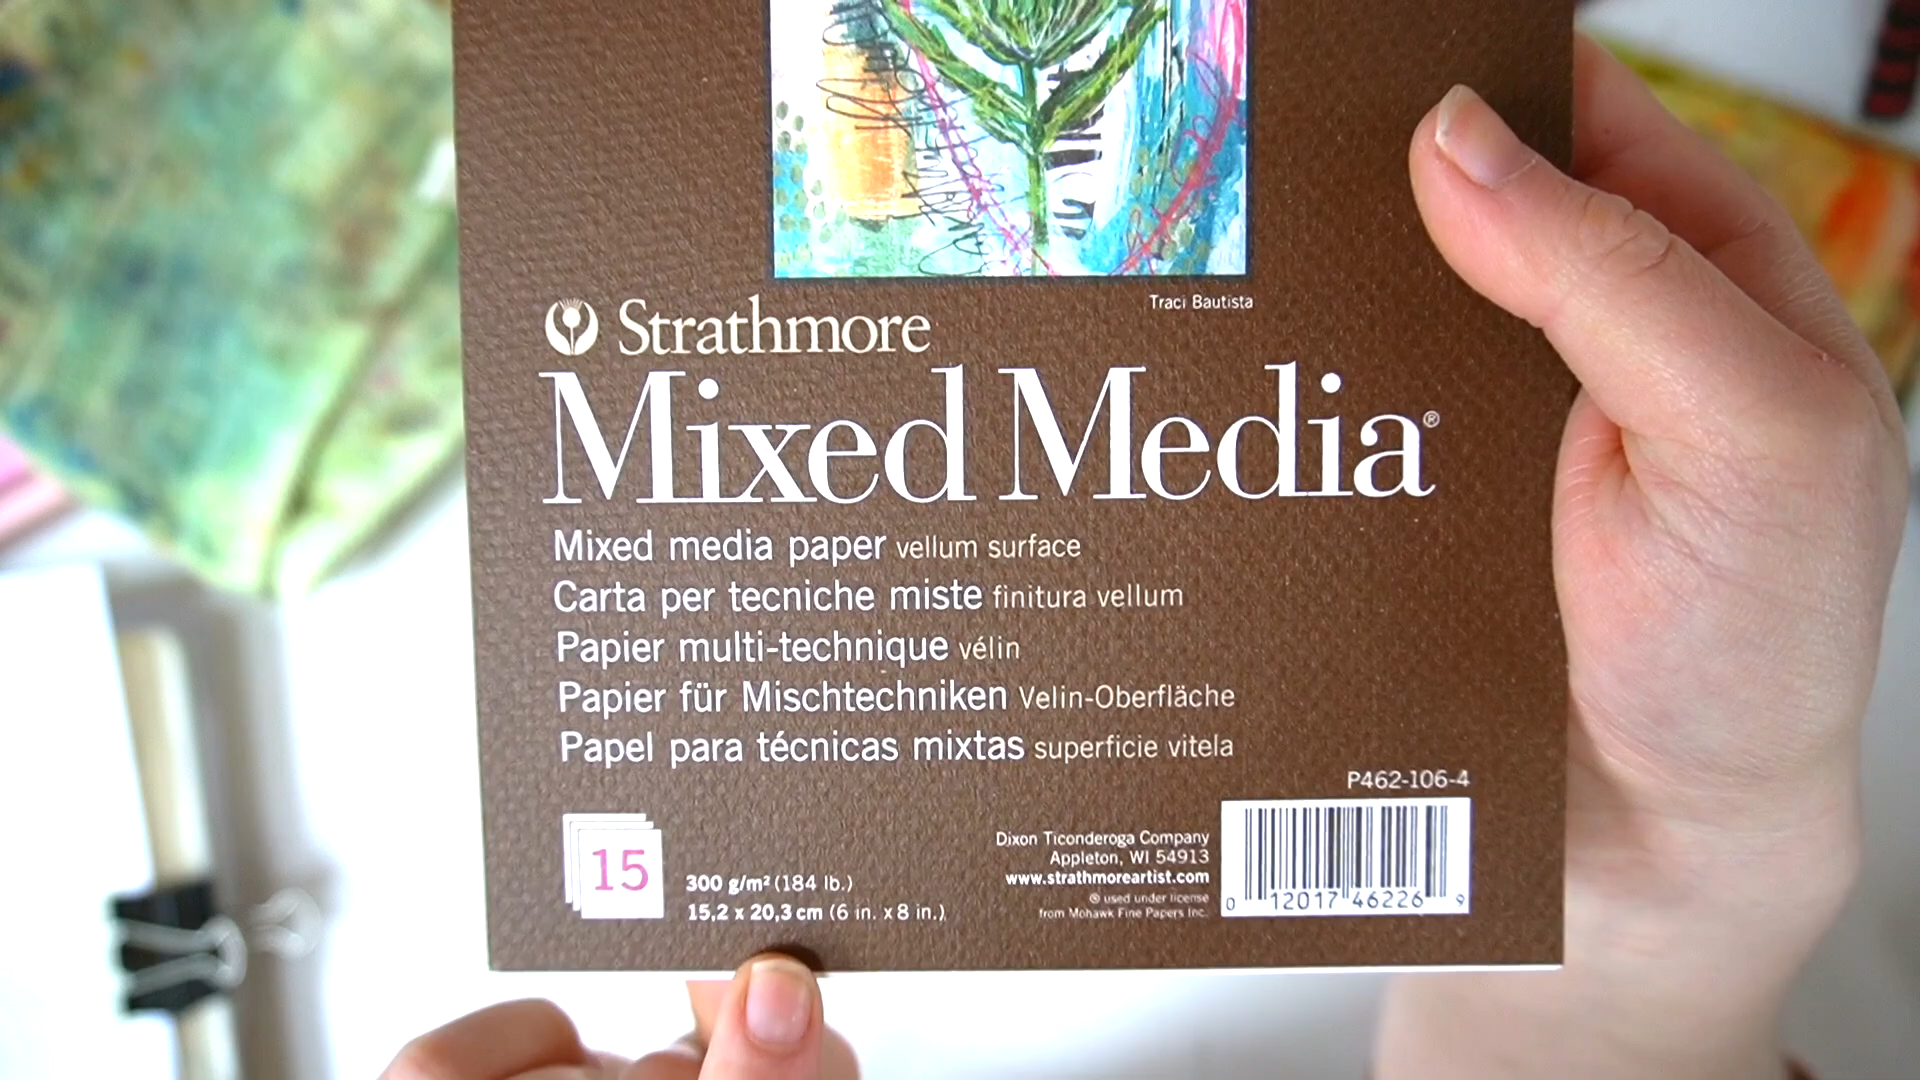 Traci Bautista
Strathmore
Mixed Media®
Mixed media paper vellum surface
Carta per tecniche miste finitura vellum
Papier multi-technique vélin
Papier für Mischtechniken Velin-Oberfläche
Papel para técnicas mixtas superficie vitela
P462-106-4
15
300 g/m² (184 lb.)
15,2 x 20,3 cm (6 in. x 8 in.)
Dixon Ticonderoga Company
Appleton, WI 54913
www.strathmoreartist.com
® used under license
from Mohawk Fine Papers Inc.
0 12017 46226 9